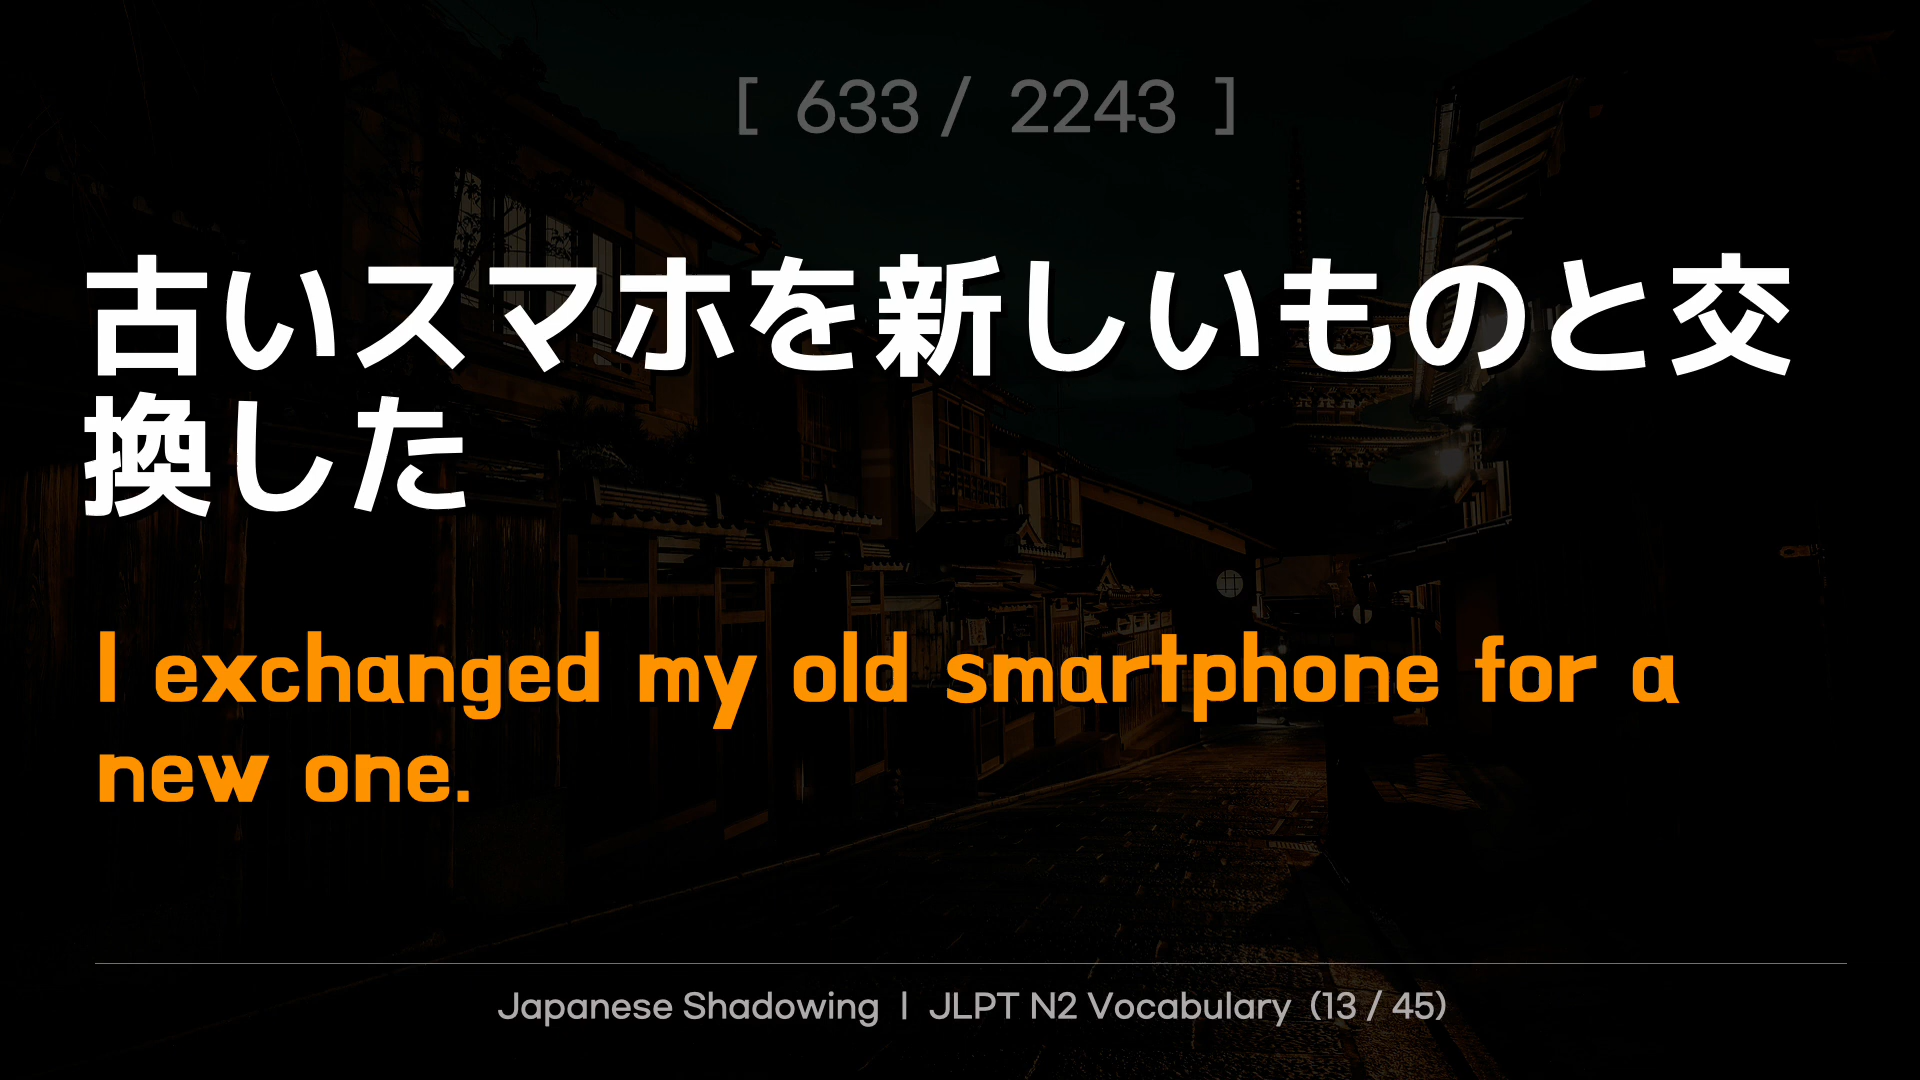 [ 633 / 2243 ]
古いスマホを新しいものと交
換した
I exchanged my old smartphone for a
new one.
Japanese Shadowing | JLPT N2 Vocabulary (13 / 45)